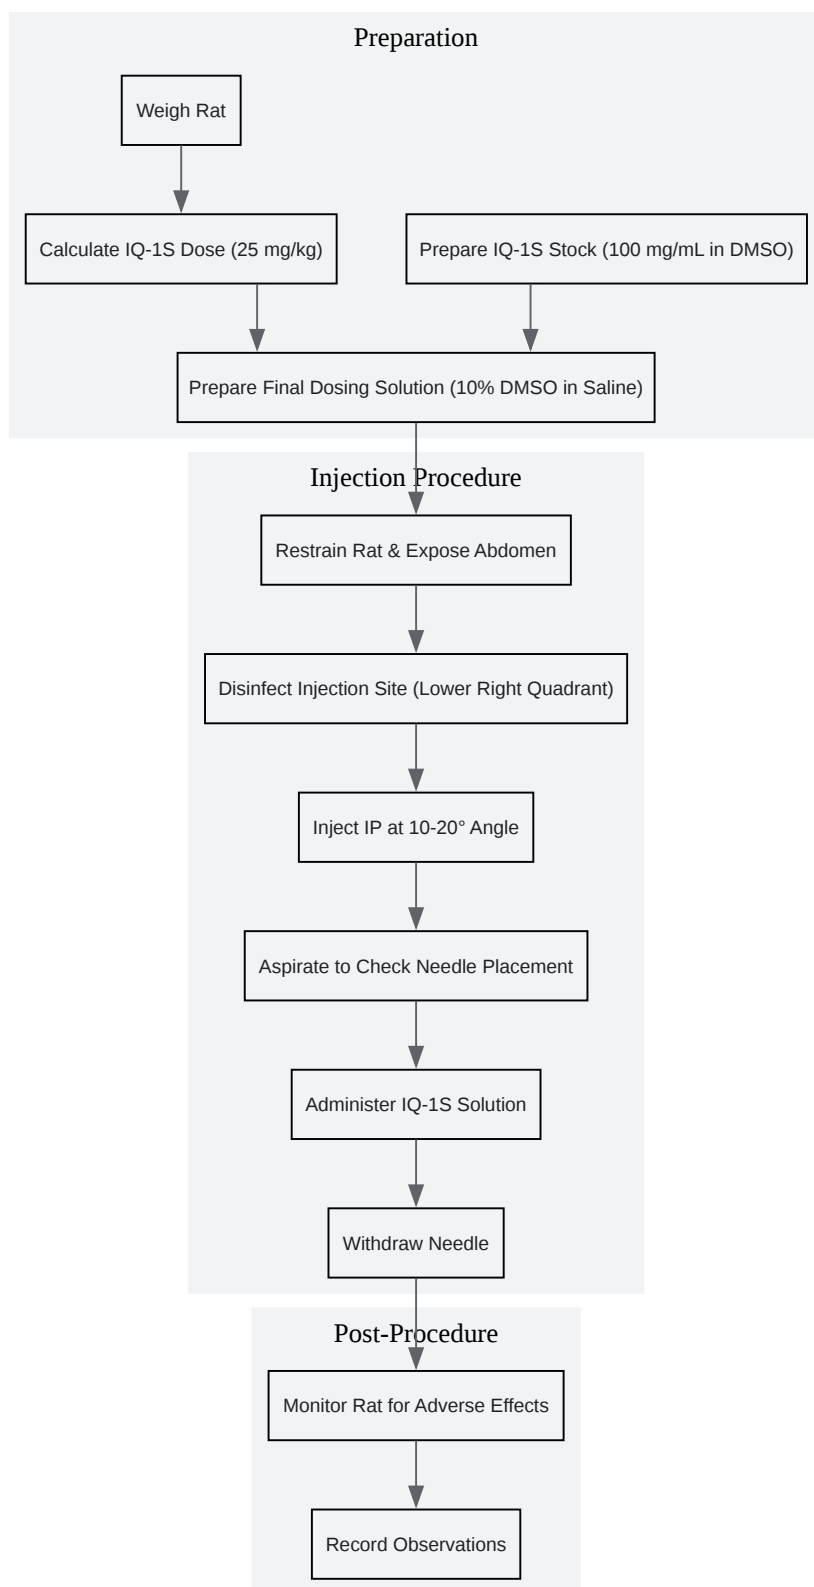 Preparation
Weigh Rat
Calculate IQ-1S Dose (25 mg/kg)
Prepare IQ-1S Stock (100 mg/mL in DMSO)
Prepare Final Dosing Solution (10% DMSO in Saline)
Injection Procedure
Restrain Rat & Expose Abdomen
Disinfect Injection Site (Lower Right Quadrant)
Inject IP at 10-20° Angle
Aspirate to Check Needle Placement
Administer IQ-1S Solution
Withdraw Needle
Post-Procedure
Monitor Rat for Adverse Effects
Record Observations